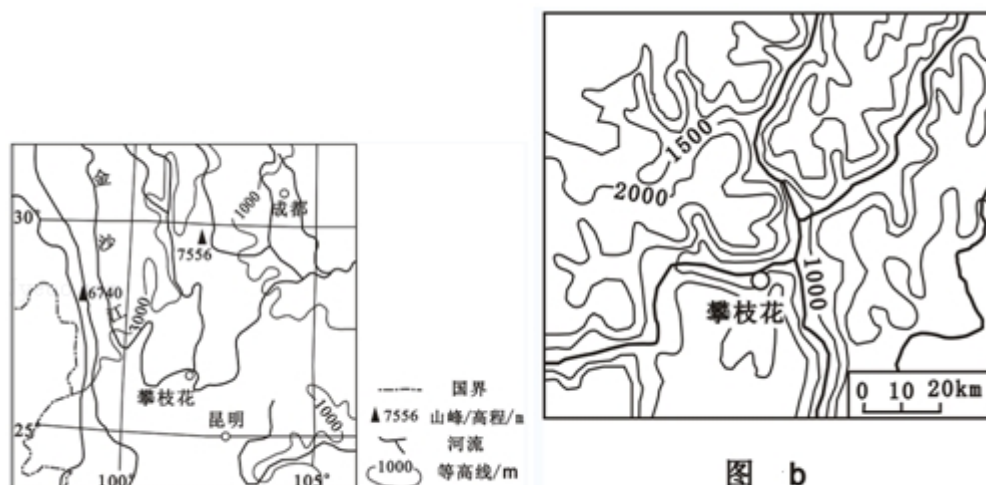 金
沙
江
1000
成都
30°
7556
6740
3000
攀枝花
昆明
25°
1000
100°
105°
国界
7556 山峰/高程/m
河流
1000 等高线/m
1500
2000
1000
攀枝花
0 10 20km
图 b